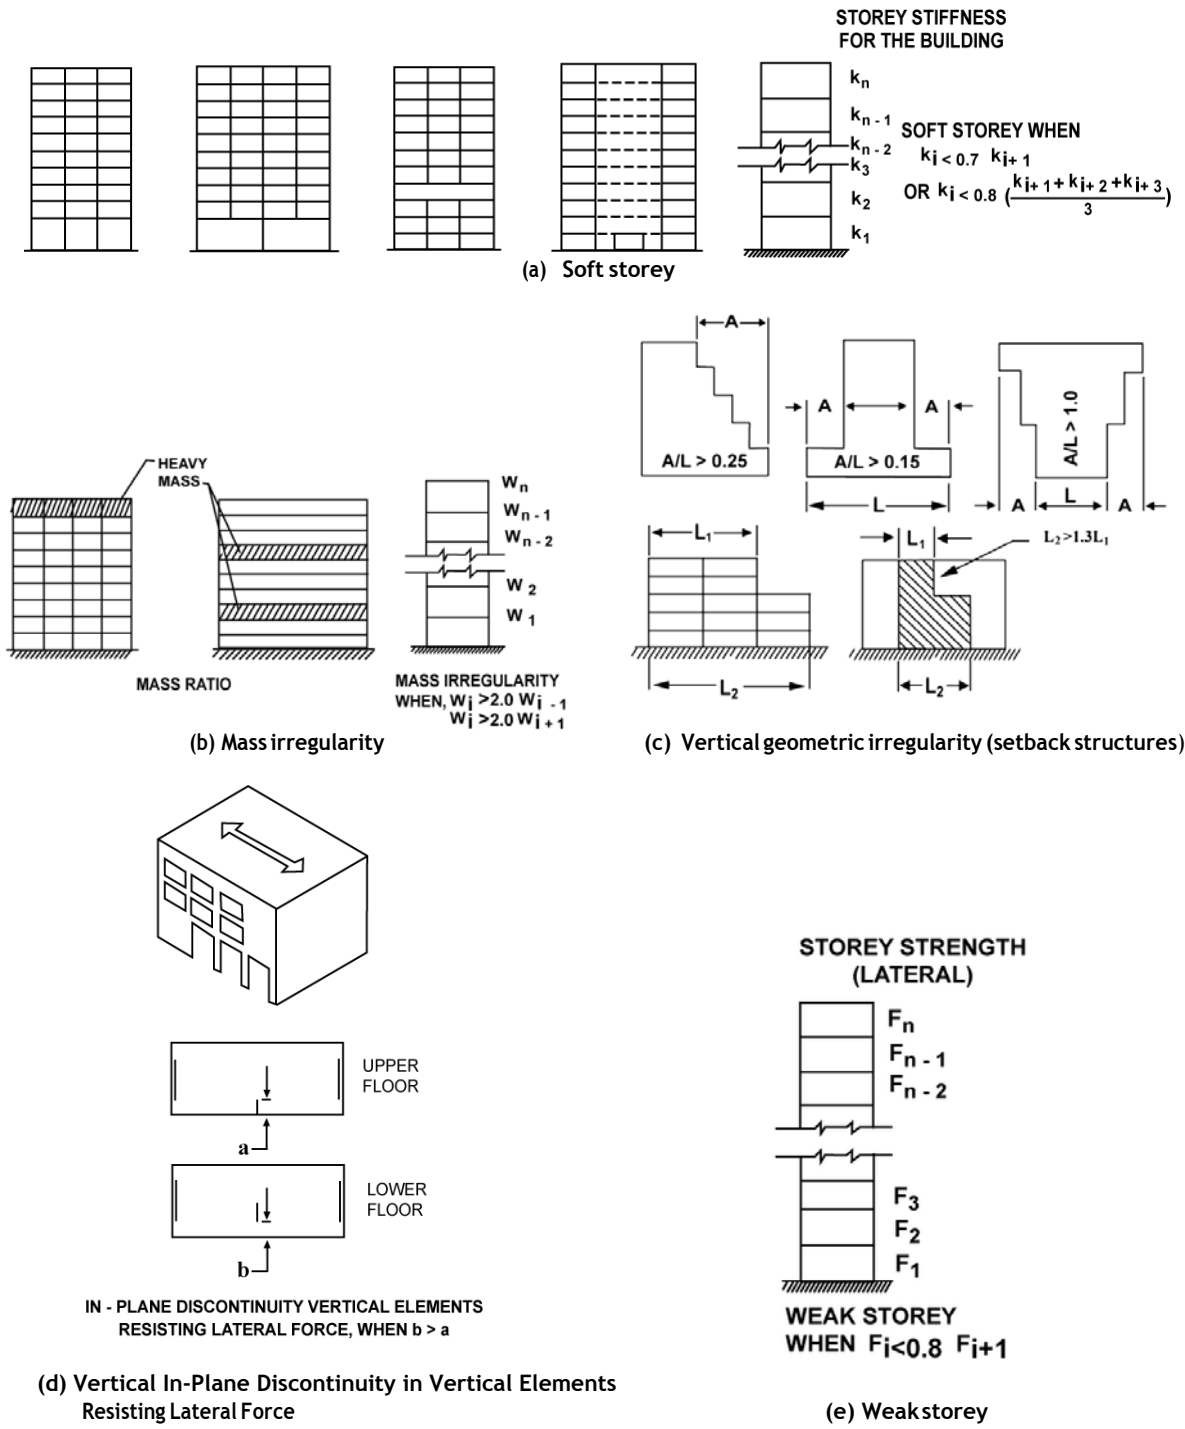 STOREY STIFFNESS
FOR THE BUILDING
kn
kn - 1
kn - 2
k3
k2
k1
SOFT STOREY WHEN
ki < 0.7 ki+ 1
OR ki < 0.8 (ki+ 1 + ki+ 2 + ki+ 3 / 3)
(a) Soft storey
HEAVY
MASS
Wn
Wn - 1
Wn - 2
W 2
W 1
MASS RATIO
MASS IRREGULARITY
WHEN, Wi >2.0 Wi - 1
Wi >2.0 Wi + 1
(b) Mass irregularity
A
A/L > 0.25
A
A
A/L > 0.15
L
A/L > 1.0
A
L
A
L1
L2
L1
L2>1.3L1
L2
(c) Vertical geometric irregularity (setback structures)
UPPER
FLOOR
a
LOWER
FLOOR
b
IN - PLANE DISCONTINUITY VERTICAL ELEMENTS
RESISTING LATERAL FORCE, WHEN b > a
(d) Vertical In-Plane Discontinuity in Vertical Elements
Resisting Lateral Force
STOREY STRENGTH
(LATERAL)
Fn
Fn - 1
Fn - 2
F3
F2
F1
WEAK STOREY
WHEN Fi<0.8 Fi+1
(e) Weak storey